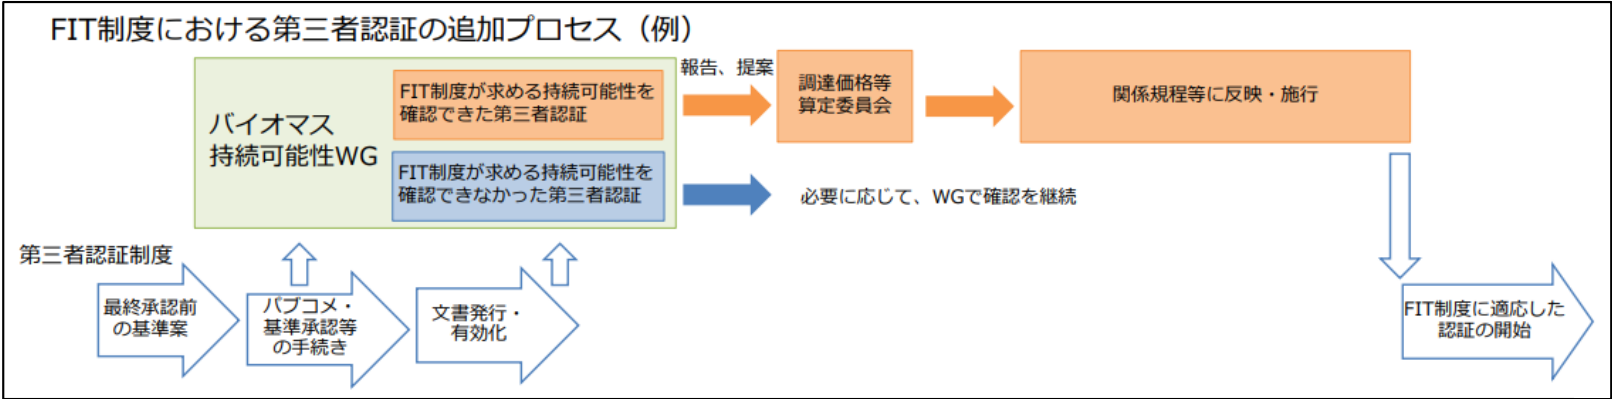 FIT制度における第三者認証の追加プロセス（例）
バイオマス
持続可能性WG
FIT制度が求める持続可能性を
確認できた第三者認証
FIT制度が求める持続可能性を
確認できなかった第三者認証
報告、提案
調達価格等
算定委員会
関係規程等に反映・施行
必要に応じて、WGで確認を継続
第三者認証制度
最終承認前
の基準案
パブコメ・
基準承認等
の手続き
文書発行・
有効化
FIT制度に適応した
認証の開始